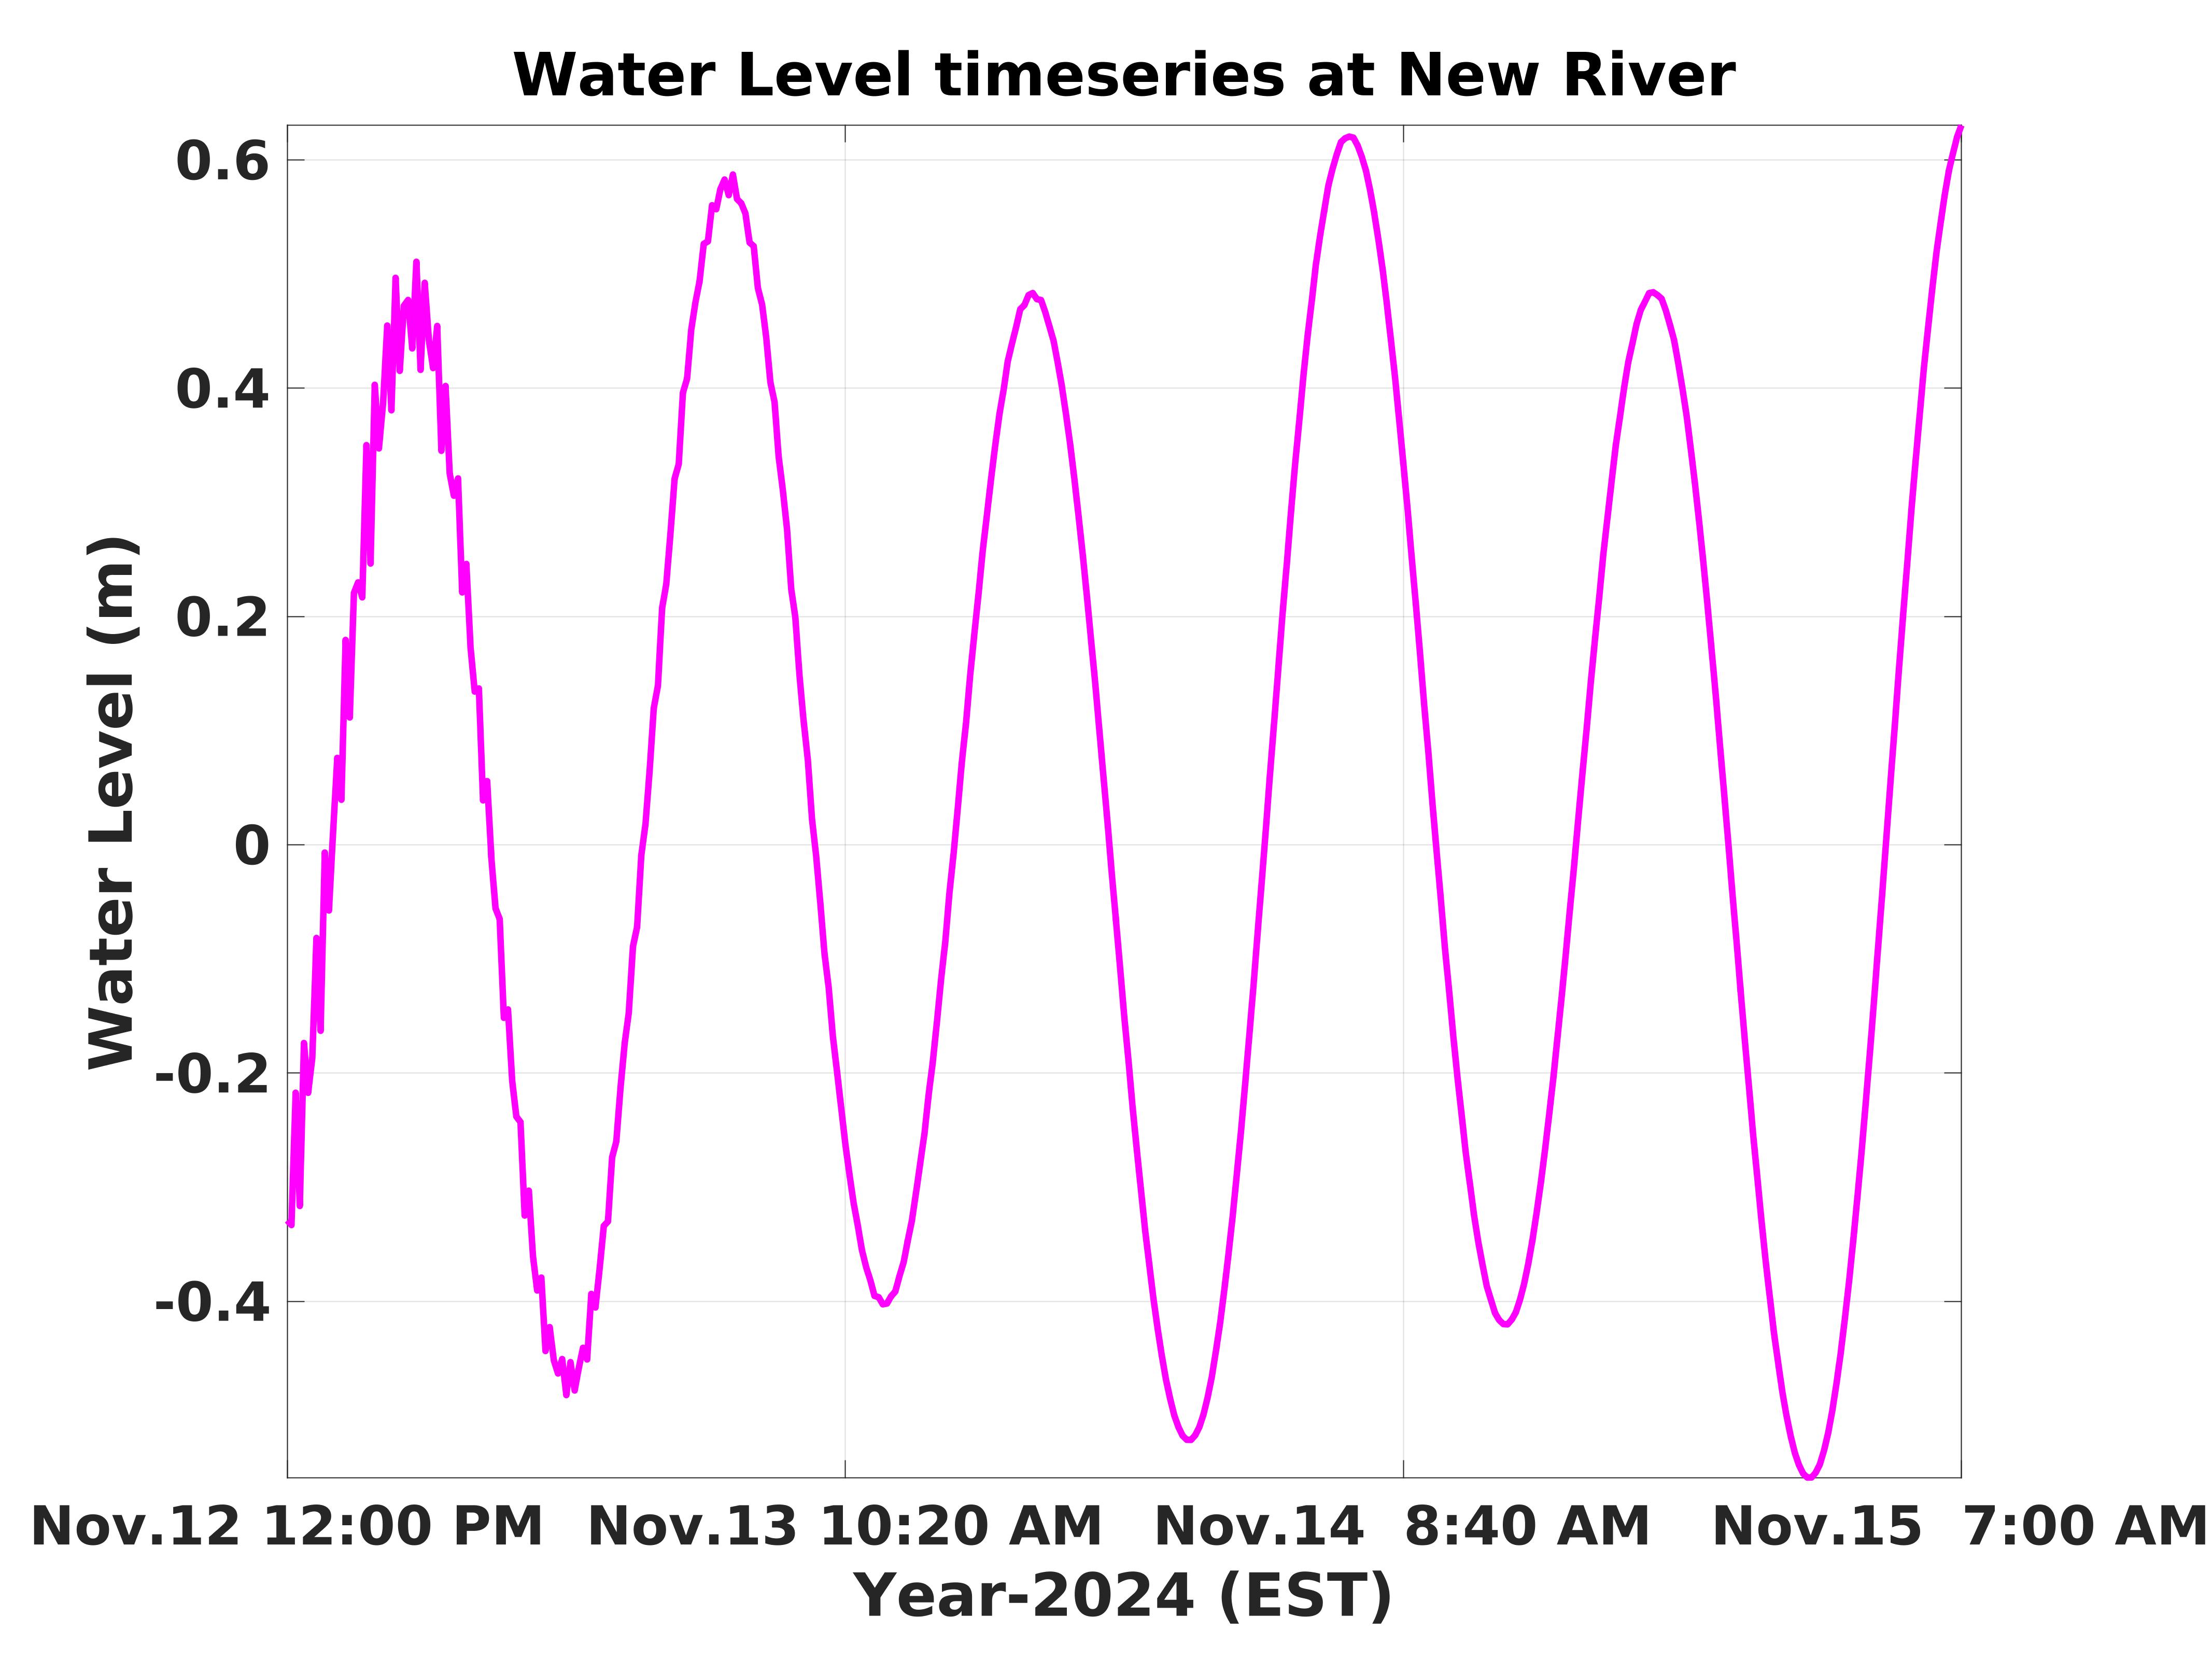 Water Level timeseries at New River
Water Level (m)
0.6
0.4
0.2
0
-0.2
-0.4
Nov.12 12:00 PM Nov.13 10:20 AM Nov.14 8:40 AM Nov.15 7:00 AM
Year-2024 (EST)